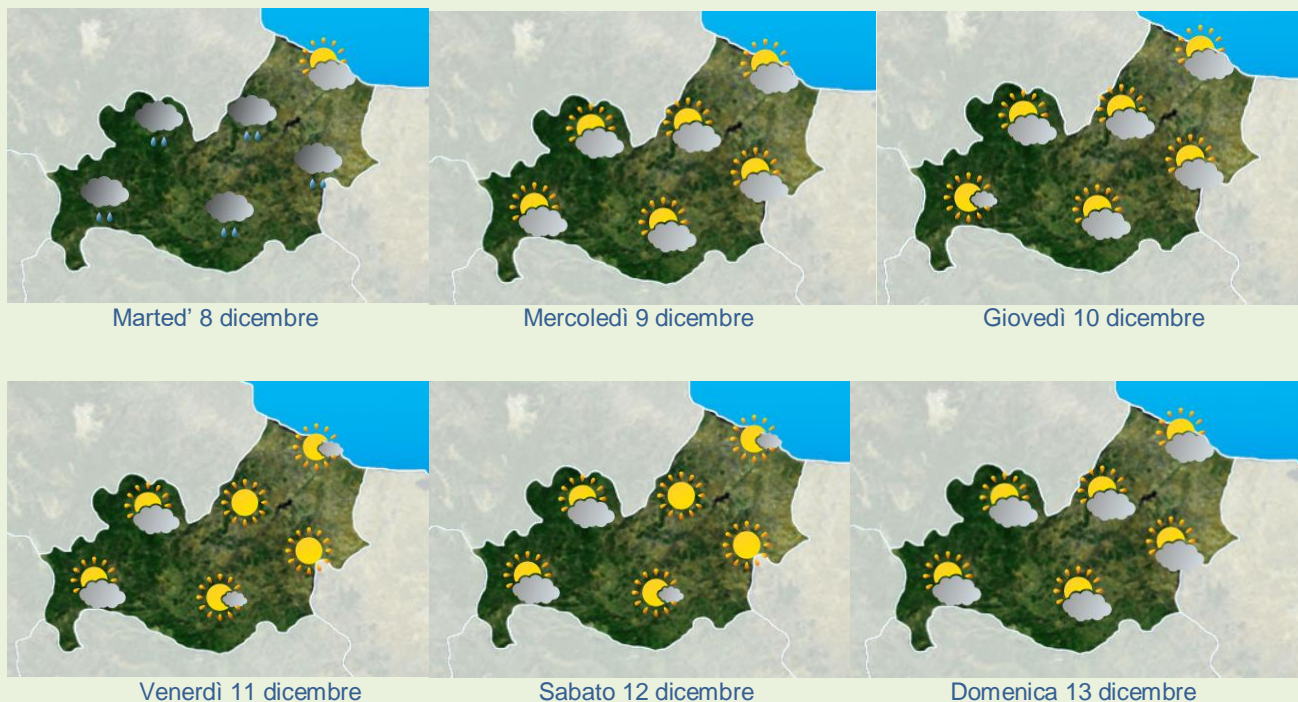 Marted’ 8 dicembre
Mercoledì 9 dicembre
Giovedì 10 dicembre
Venerdì 11 dicembre
Sabato 12 dicembre
Domenica 13 dicembre